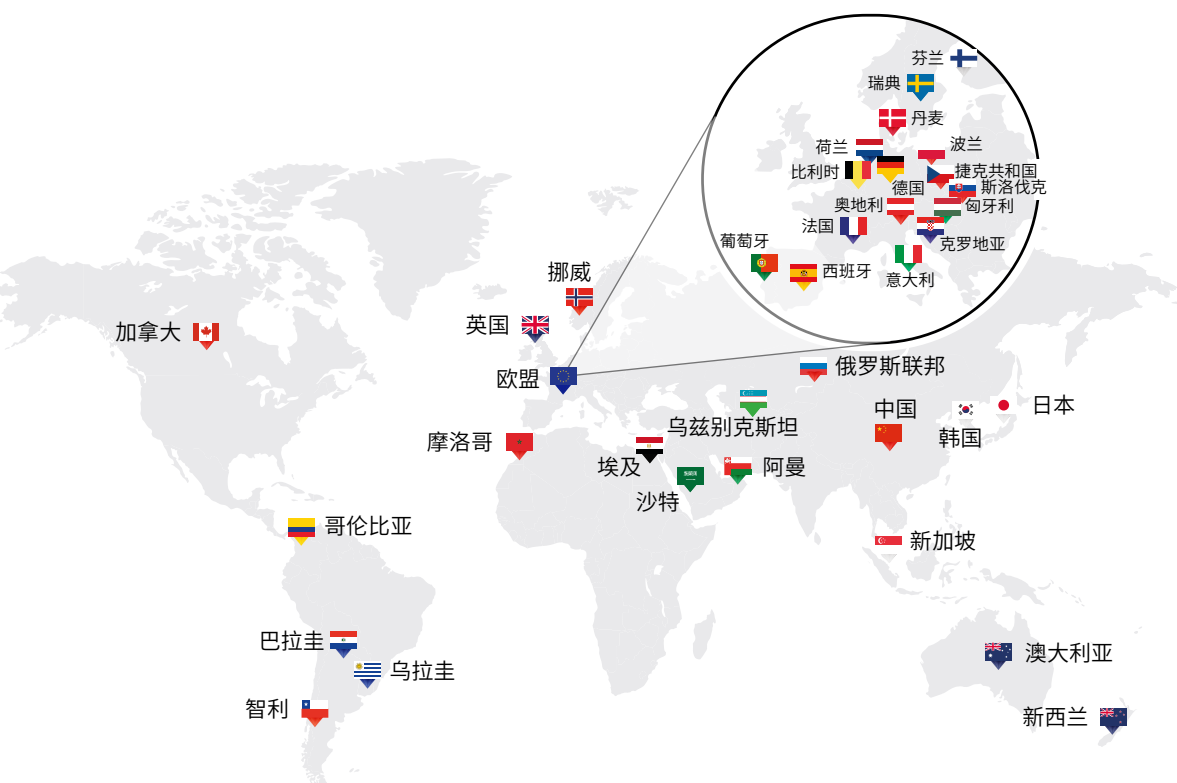 芬兰
瑞典
丹麦
荷兰
波兰
比利时
捷克共和国
德国
斯洛伐克
奥地利
匈牙利
法国
克罗地亚
葡萄牙
西班牙
意大利
挪威
英国
加拿大
欧盟
俄罗斯联邦
中国
日本
乌兹别克斯坦
韩国
摩洛哥
埃及
阿曼
沙特
哥伦比亚
新加坡
巴拉圭
乌拉圭
澳大利亚
智利
新西兰